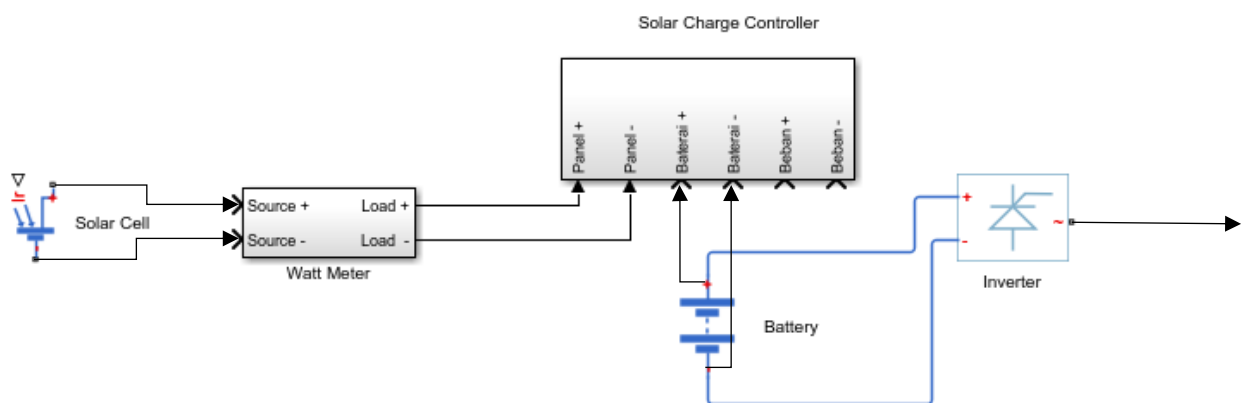 Solar Charge Controller
Panel +
Panel -
Baterai +
Baterai -
Beban +
Beban -
Ir
Solar Cell
Source +
Load +
Source -
Load -
Watt Meter
+
~
-
Inverter
Battery